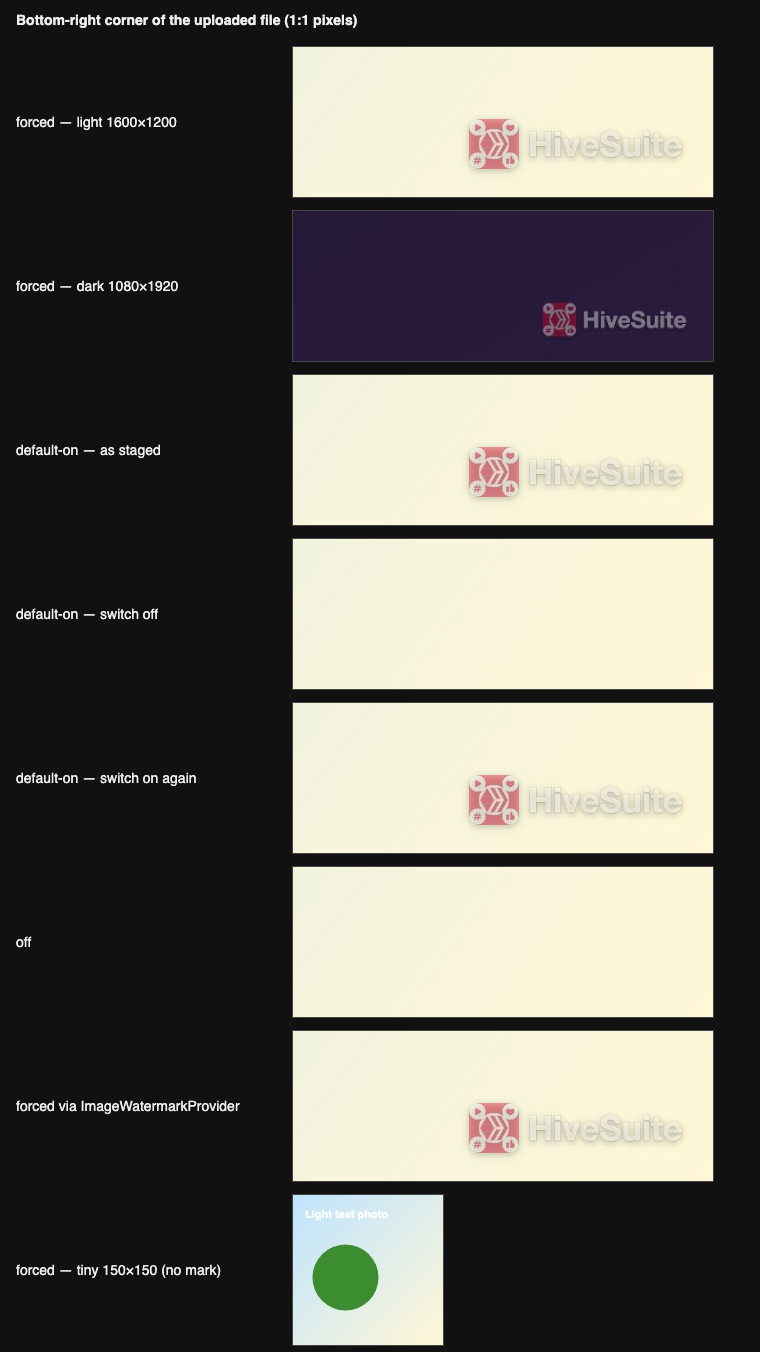 Bottom-right corner of the uploaded file (1:1 pixels)
forced — light 1600×1200
# HiveSuite
forced — dark 1080×1920
# HiveSuite
default-on — as staged
# HiveSuite
default-on — switch off
default-on — switch on again
# HiveSuite
off
forced via ImageWatermarkProvider
# HiveSuite
Light test photo
forced — tiny 150×150 (no mark)